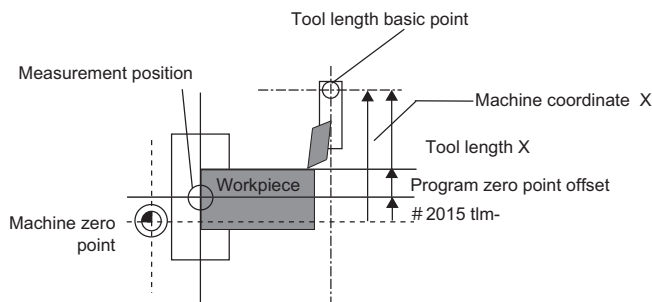 Tool length basic point
Measurement position
Machine coordinate X
Tool length X
Workpiece
Program zero point offset
#2015 tlm-
Machine zero
point